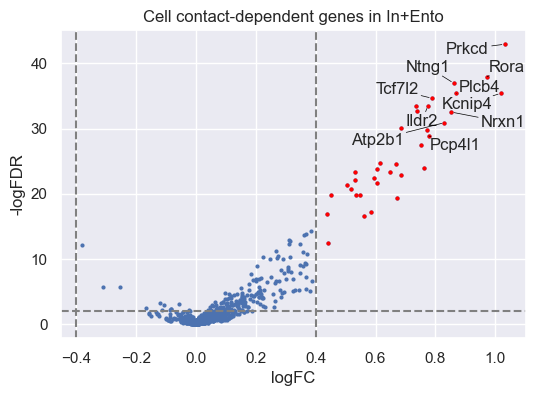 Cell contact-dependent genes in In+Ento
-logFDR
40
30
20
10
0
Prkcd
Ntng1
Rora
Tcf7l2
Plcb4
Kcnip4
Ildr2
Nrxn1
Atp2b1
Pcp4l1
−0.4
−0.2
0.0
0.2
0.4
0.6
0.8
1.0
logFC